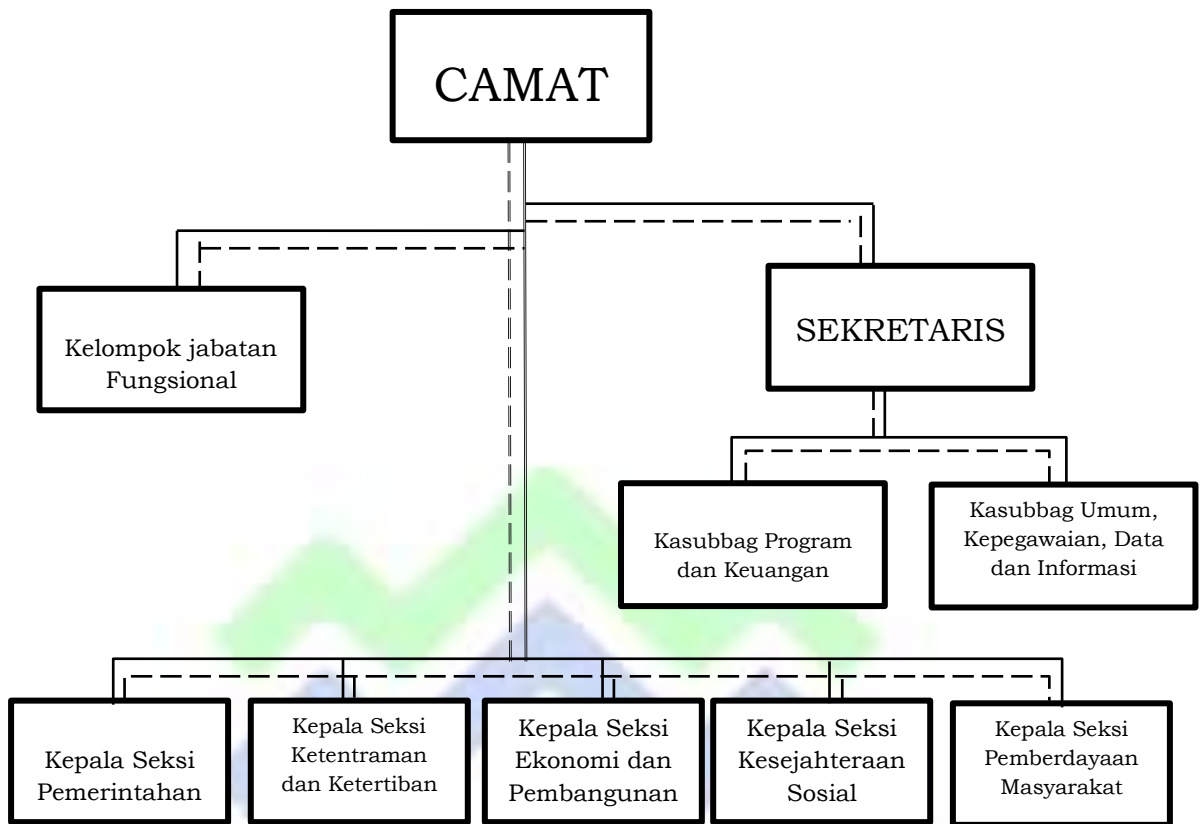 CAMAT
Kelompok jabatan
Fungsional
SEKRETARIS
Kasubbag Program
dan Keuangan
Kasubbag Umum,
Kepegawaian, Data
dan Informasi
Kepala Seksi
Pemerintahan
Kepala Seksi
Ketentraman
dan Ketertiban
Kepala Seksi
Ekonomi dan
Pembangunan
Kepala Seksi
Kesejahteraan
Sosial
Kepala Seksi
Pemberdayaan
Masyarakat